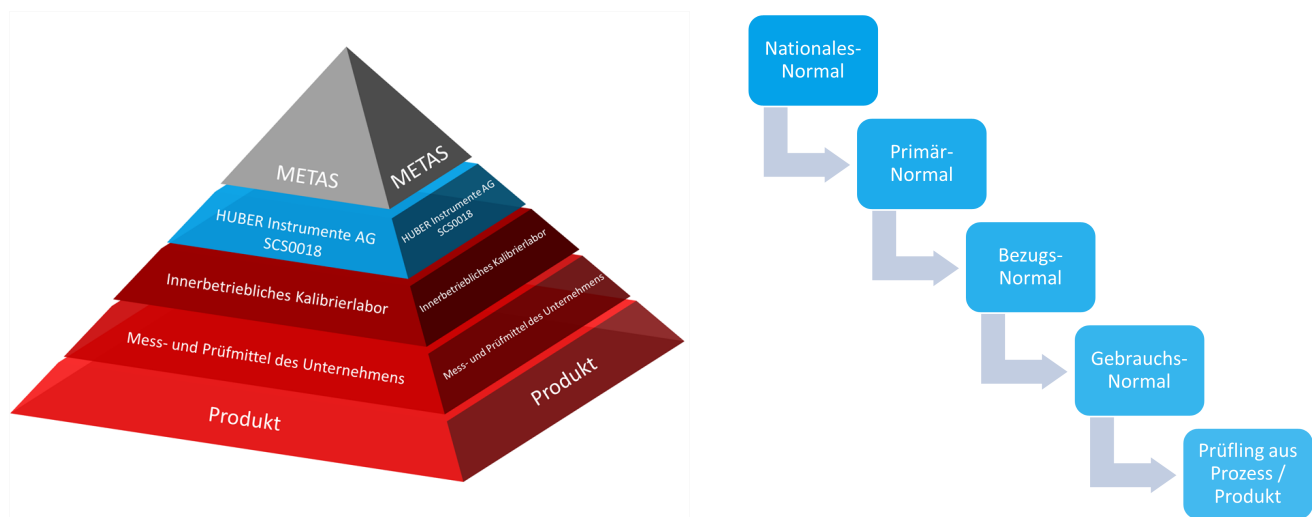 METAS
METAS
HUBER Instrumente AG
SCS0018
HUBER Instrumente AG
SCS0018
Innerbetriebliches Kalibrierlabor
Innerbetriebliches Kalibrierlabor
Mess- und Prüfmittel des Unternehmens
Mess- und Prüfmittel des Unternehmens
Produkt
Produkt
Nationales-
Normal
Primär-
Normal
Bezugs-
Normal
Gebrauchs-
Normal
Prüfling aus
Prozess /
Produkt